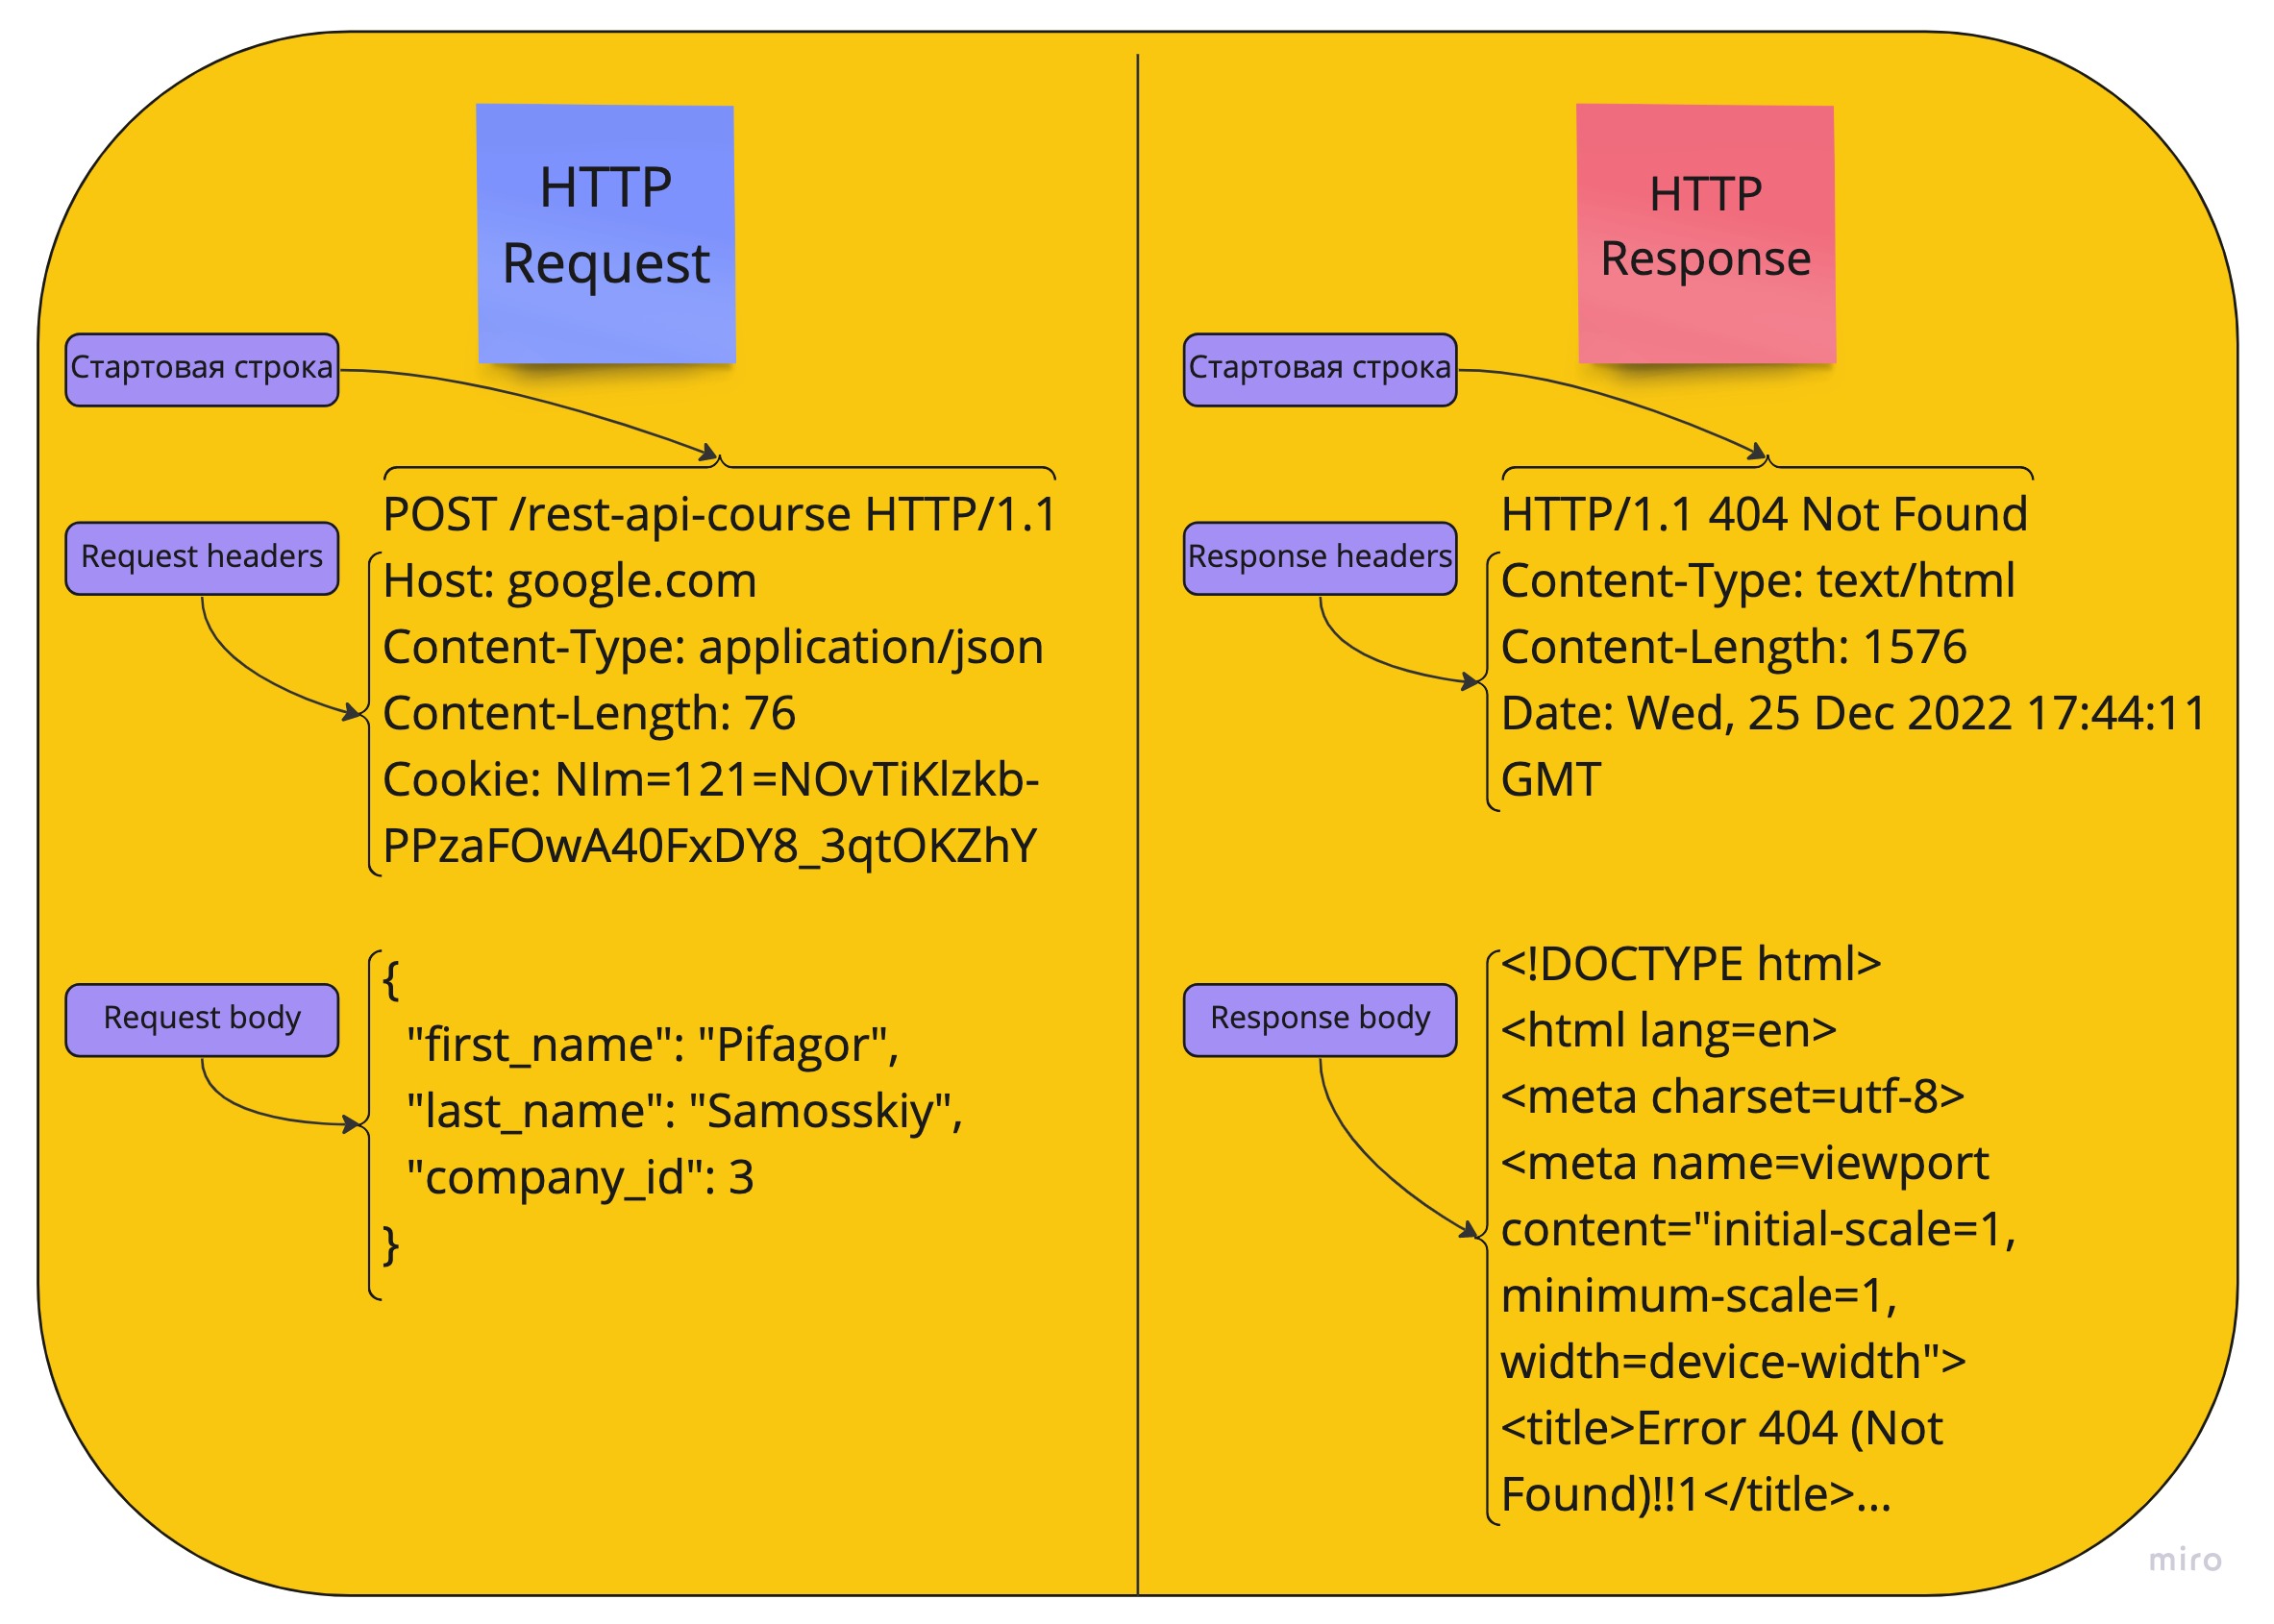 HTTP
Request
Стартовая строка
POST /rest-api-course HTTP/1.1
Request headers
Host: google.com
Content-Type: application/json
Content-Length: 76
Cookie: NIm=121=NOvTiKlzkb-
PPzaFOwA40FxDY8_3qtOKZhY
Request body
{
"first_name": "Pifagor",
"last_name": "Samosskiy",
"company_id": 3
}
HTTP
Response
Стартовая строка
HTTP/1.1 404 Not Found
Response headers
Content-Type: text/html
Content-Length: 1576
Date: Wed, 25 Dec 2022 17:44:11
GMT
Response body
<!DOCTYPE html>
<html lang=en>
<meta charset=utf-8>
<meta name=viewport
content="initial-scale=1,
minimum-scale=1,
width=device-width">
<title>Error 404 (Not
Found)!!1</title>...
miro